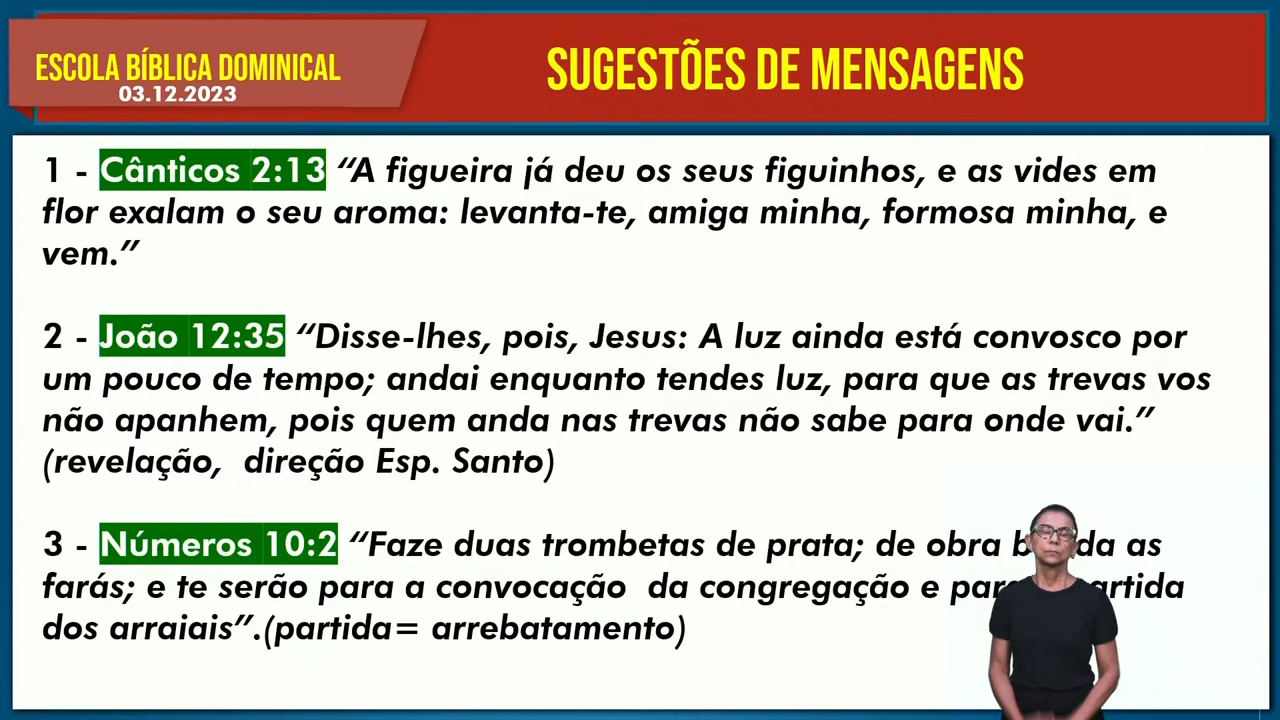 ESCOLA BÍBLICA DOMINICAL
03.12.2023
SUGESTÕES DE MENSAGENS
1 - Cânticos 2:13 “A figueira já deu os seus figuinhos, e as vides em
flor exalam o seu aroma: levanta-te, amiga minha, formosa minha, e
vem.”
2 - João 12:35 “Disse-lhes, pois, Jesus: A luz ainda está convosco por
um pouco de tempo; andai enquanto tendes luz, para que as trevas vos
não apanhem, pois quem anda nas trevas não sabe para onde vai.”
(revelação,  direção Esp. Santo)
3 - Números 10:2 “Faze duas trombetas de prata; de obra as
farás; e te serão para a convocação  da congregação e
dos arraiais”.(partida= arrebatamento)